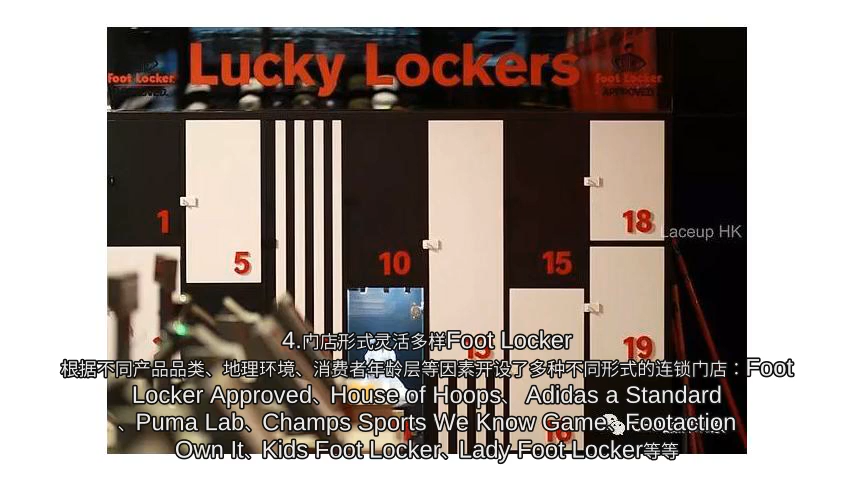 Lucky Lockers
Foot Locker
APPROVED
Foot Locker
APPROVED
1
5
10
15
18
Laceup HK
19
13
16
4.门店形式灵活多样Foot Locker
根据不同产品品类、地理环境、消费者年龄层等因素开设了多种不同形式的连锁门店：Foot
Locker Approved、House of Hoops、 Adidas a Standard
、Puma Lab、Champs Sports We Know Game、Footaction
Own It、Kids Foot Locker、Lady Foot Locker等等